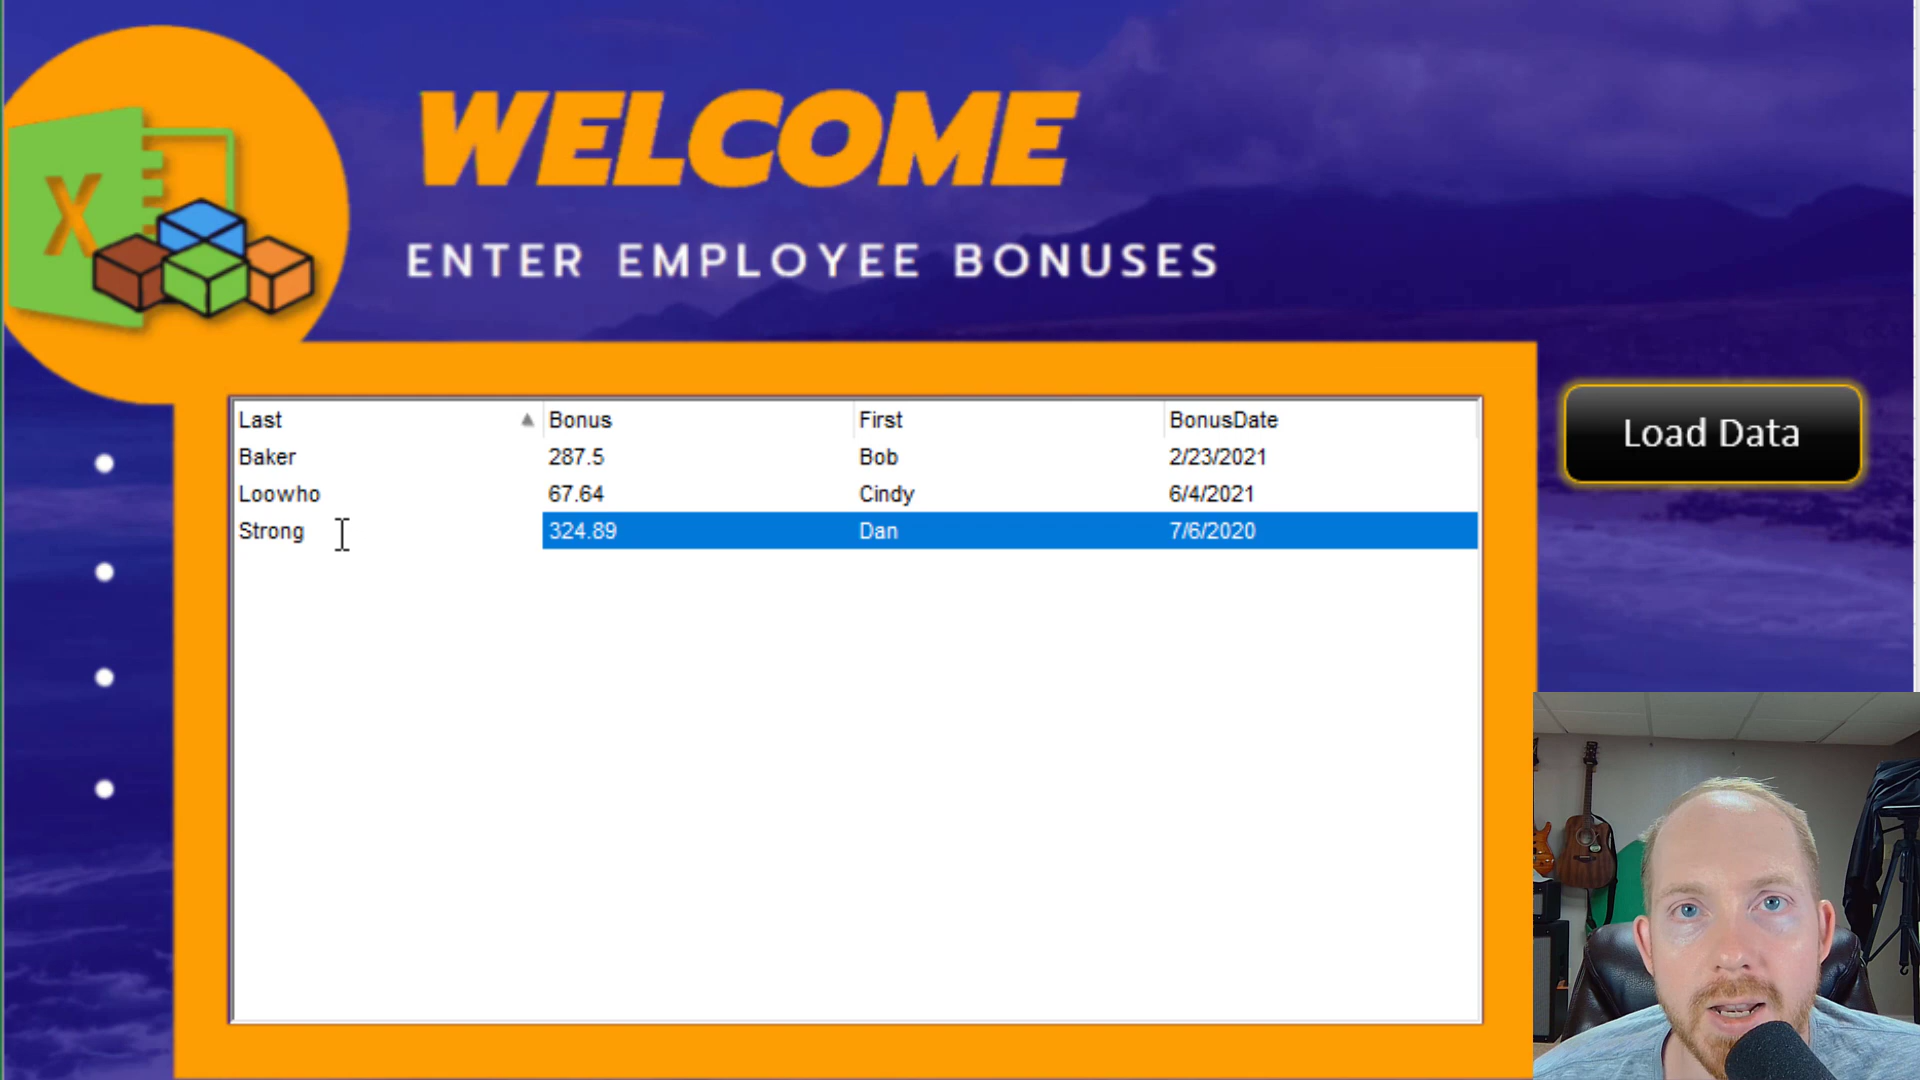 WELCOME
ENTER EMPLOYEE BONUSES
X
Load Data
Last Bonus First BonusDate
Baker 287.5 Bob 2/23/2021
Loowho 67.64 Cindy 6/4/2021
Strong 324.89 Dan 7/6/2020